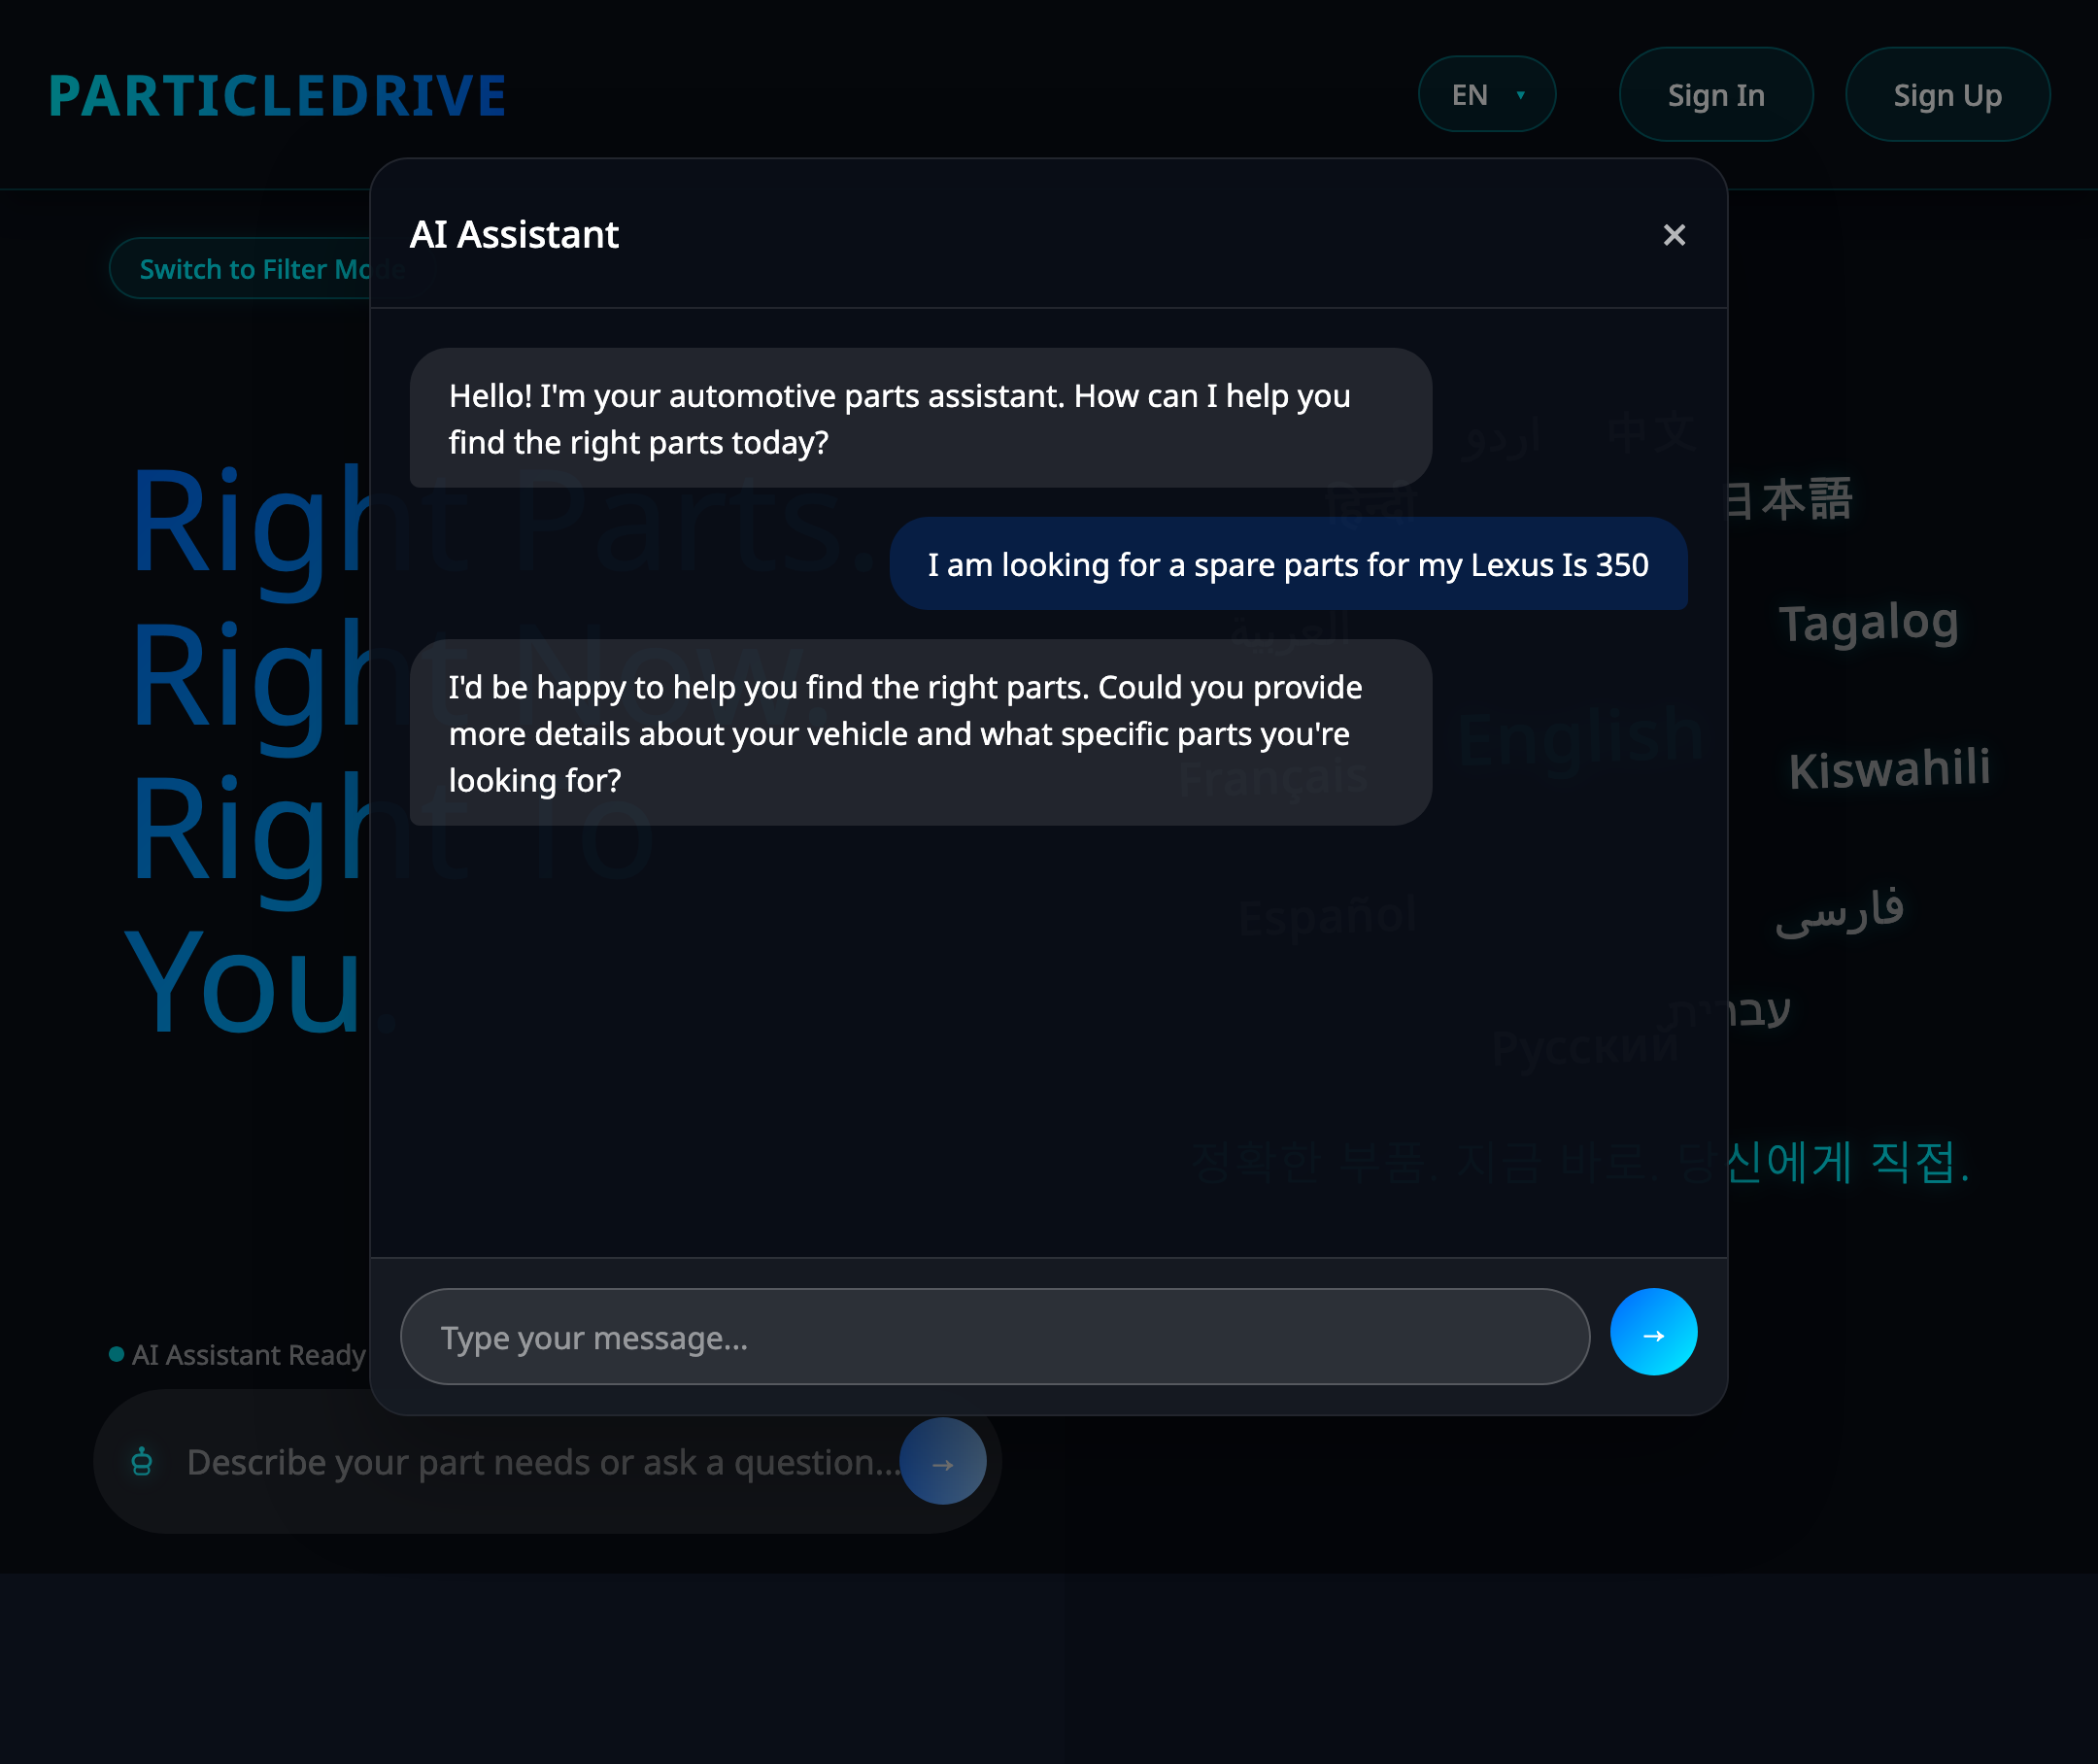 PARTICLEDRIVE
EN
Sign In
Sign Up
Switch to Filter Mode
AI Assistant
Hello! I'm your automotive parts assistant. How can I help you
find the right parts today?
I am looking for a spare parts for my Lexus Is 350
I'd be happy to help you find the right parts. Could you provide
more details about your vehicle and what specific parts you're
looking for?
Right Parts.
Right Now.
Right To
You.
اردو
中文
हिन्दी
日本語
العربية
Tagalog
English
Français
Kiswahili
Español
فارسی
עברית
Русский
정확한 부품. 지금 바로. 당신에게 직접.
Type your message...
AI Assistant Ready
Describe your part needs or ask a question...